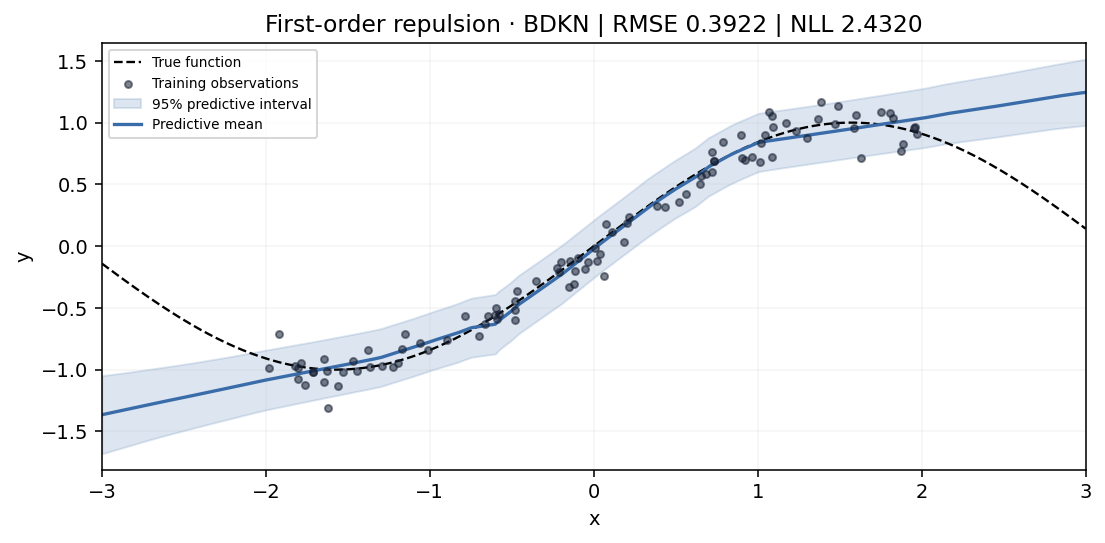 First-order repulsion · BDKN | RMSE 0.3922 | NLL 2.4320
True function
Training observations
95% predictive interval
Predictive mean
1.5
1.0
0.5
0.0
−0.5
−1.0
−1.5
y
−3 −2 −1 0 1 2 3
x